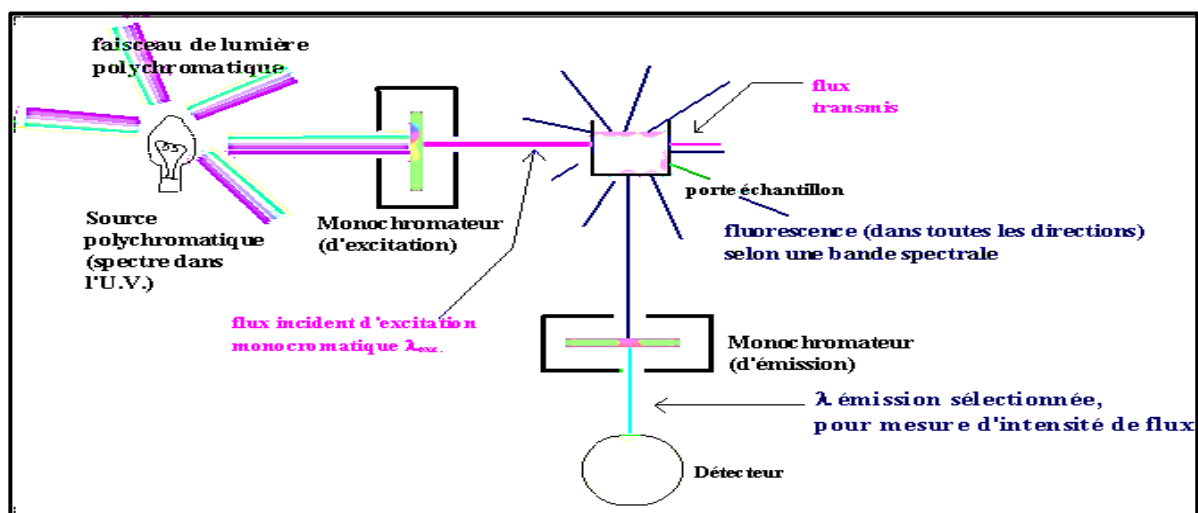 faisceau de lumière
polychromatique
flux
transmis
porte échantillon
Source
polychromatique
(spectre dans
l'U.V.)
Monochromateur
(d'excitation)
fluorescence (dans toutes les directions)
selon une bande spectrale
flux incident d'excitation
monocromatique λexc.
Monochromateur
(d'émission)
λ émission sélectionnée,
pour mesure d'intensité de flux
Détecteur